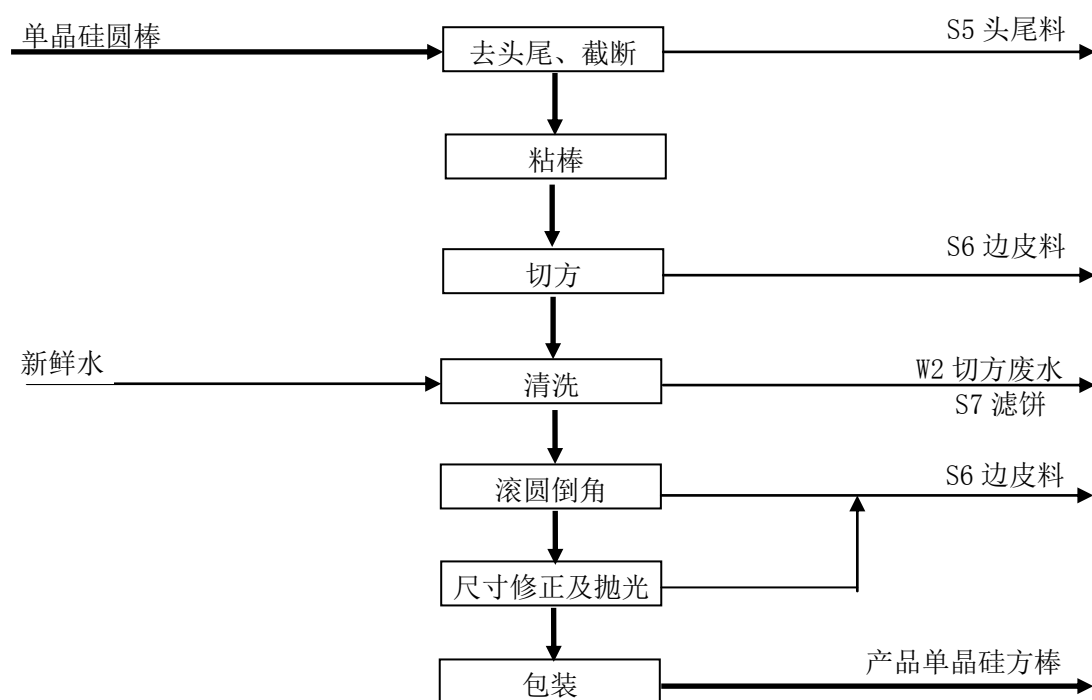 单晶硅圆棒
去头尾、截断
S5 头尾料
粘棒
切方
S6 边皮料
新鲜水
清洗
W2 切方废水
S7 滤饼
滚圆倒角
S6 边皮料
尺寸修正及抛光
包装
产品单晶硅方棒